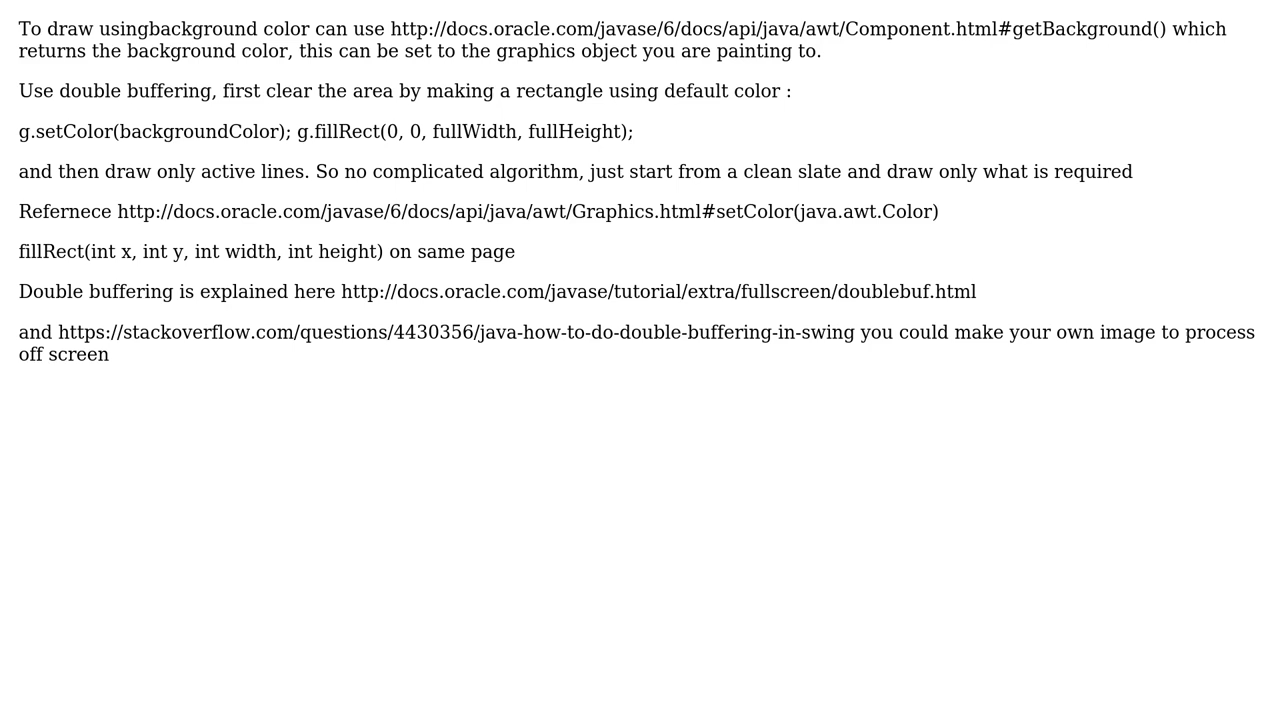 To draw usingbackground color can use http://docs.oracle.com/javase/6/docs/api/java/awt/Component.html#getBackground() which
returns the background color, this can be set to the graphics object you are painting to.
Use double buffering, first clear the area by making a rectangle using default color :
g.setColor(backgroundColor); g.fillRect(0, 0, fullWidth, fullHeight);
and then draw only active lines. So no complicated algorithm, just start from a clean slate and draw only what is required
Refernece http://docs.oracle.com/javase/6/docs/api/java/awt/Graphics.html#setColor(java.awt.Color)
fillRect(int x, int y, int width, int height) on same page
Double buffering is explained here http://docs.oracle.com/javase/tutorial/extra/fullscreen/doublebuf.html
and https://stackoverflow.com/questions/4430356/java-how-to-do-double-buffering-in-swing you could make your own image to process
off screen